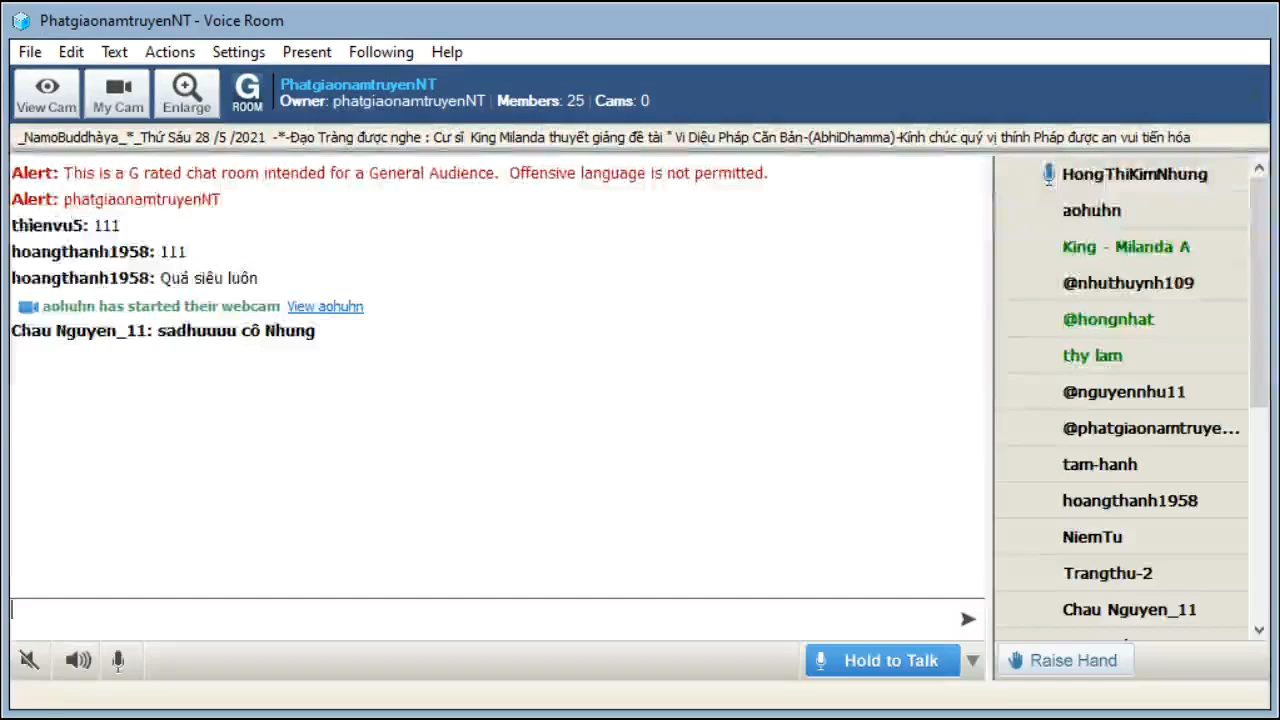 PhatgiaonamtruyenNT - Voice Room
File Edit Text Actions Settings Present Following Help
View Cam My Cam Enlarge G ROOM
PhatgiaonamtruyenNT
Owner: phatgiaonamtruyenNT | Members: 25 | Cams: 0
_NamoBuddhàya_*_Thứ Sáu 28 /5 /2021 -*-Đạo Tràng được nghe : Cư sĩ King Milanda thuyết giảng đề tài " Vi Diệu Pháp Căn Bản-(AbhiDhamma)-Kính chúc quý vị thính Pháp được an vui tiến hóa
Alert: This is a G rated chat room intended for a General Audience. Offensive language is not permitted.
Alert: phatgiaonamtruyenNT
thienvu5: 111
hoangthanh1958: 111
hoangthanh1958: Quá siêu luôn
aohuhn has started their webcam View aohuhn
Chau Nguyen_11: sadhuuuu cô Nhung
HongThiKimNhung
aohuhn
King - Milanda A
@nhuthuynh109
@hongnhat
thy lam
@nguyennhu11
@phatgiaonamtruye...
tam-hanh
hoangthanh1958
NiemTu
Trangthu-2
Chau Nguyen_11
Hold to Talk
Raise Hand